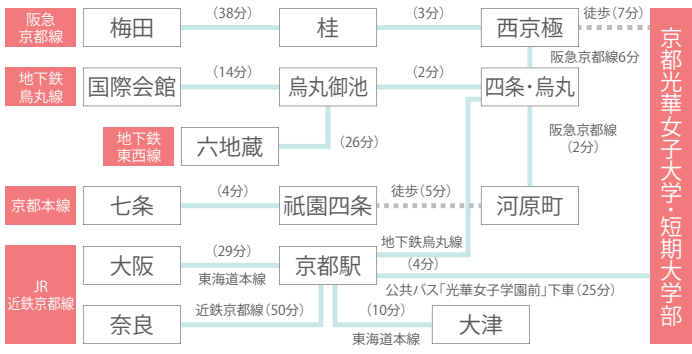 阪急
京都線
梅田
(38分)
桂
(3分)
西京極
徒歩(7分)
阪急京都線6分
地下鉄
烏丸線
国際会館
(14分)
烏丸御池
(2分)
四条・烏丸
地下鉄
東西線
六地蔵
(26分)
阪急京都線
(2分)
京都本線
七条
(4分)
祇園四条
徒歩(5分)
河原町
地下鉄烏丸線
(4分)
JR
近鉄京都線
大阪
(29分)
東海道本線
京都駅
公共バス「光華女子学園前」下車(25分)
奈良
近鉄京都線(50分)
(10分)
東海道本線
大津
京都光華女子大学・短期大学部